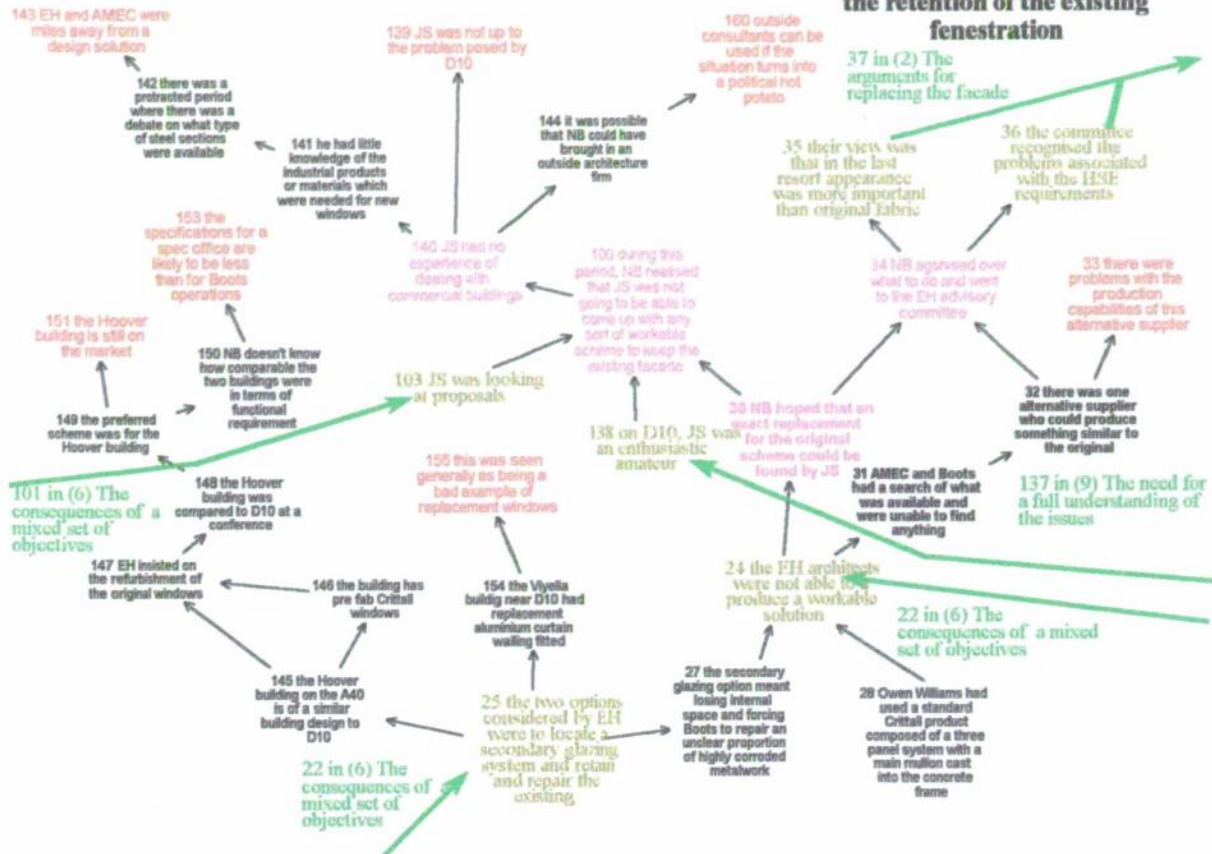 the retention of the existing
fenestration
143 EH and AMEC were
miles away from a
design solution
139 JS was not up to
the problem posed by
D10
160 outside
consultants can be
used if the
situation turns into
a political hot
potato
37 in (2) The
arguments for
replacing the facade
142 there was a
protracted period
where there was a
debate on what type
of steel sections
were available
141 he had little
knowledge of the
industrial products
or materials which
were needed for new
windows
144 it was possible
that NB could have
brought in an
outside architecture
firm
35 their view was
that in the last
resort appearance
was more important
than original fabric
36 the committee
recognised the
problems associated
with the HSE
requirements
153 the
specifications for a
spec office are
likely to be less
than for Boots
operations
140 JS had no
experience of
dealing with
commercial buildings
100 during this
period, NB realised
that JS was not
going to be able to
come up with any
sort of workable
scheme to keep the
existing facade
34 NB agonised over
what to do and went
to the EH advisory
committee
33 there were
problems with the
production
capabilities of this
alternative supplier
151 the Hoover
building is still on
the market
150 NB doesn't know
how comparable the
two buildings were
in terms of
functional
requirement
103 JS was looking
at proposals
149 the preferred
scheme was for the
Hoover building
138 on D10, JS was
an enthusiastic
amateur
NB hoped that an
exact replacement
for the original
scheme could be
found by JS
32 there was one
alternative supplier
who could produce
something similar to
the original
101 in (6) The
consequences of a
mixed set of
objectives
148 the Hoover
building was
compared to D10 at a
conference
155 this was seen
generally as being a
bad example of
replacement windows
31 AMEC and Boots
had a search of what
was available and
were unable to find
anything
137 in (9) The need for
a full understanding of
the issues
147 EH insisted on
the refurbishment of
the original windows
146 the building has
pre fab Crittall
windows
154 the Viyella
buildig near D10 had
replacement
aluminium curtain
walling fitted
24 the EH architects
were not able to
produce a workable
solution
22 in (6) The
consequences of a mixed
set of objectives
145 the Hoover
building on the A40
is of a similar
building design to
D10
25 the two options
considered by EH
were to locate a
secondary glazing
system and retain
and repair the
existing
27 the secondary
glazing option meant
losing internal
space and forcing
Boots to repair an
unclear proportion
of highly corroded
metalwork
28 Owen Williams had
used a standard
Crittall product
composed of a three
panel system with a
main mullion cast
into the concrete
frame
22 in (6) The
consequences of a
mixed set of
objectives